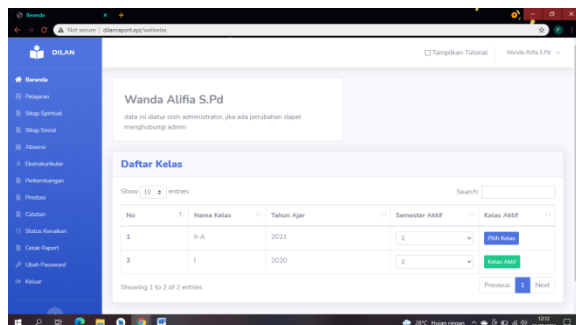 Beranda
Not secure | dilanraport.xyz/walikelas
DILAN
Tampilkan Tutorial
Wanda Alifia S.Pd
Beranda
Pelajaran
Sikap Spiritual
Sikap Sosial
Absensi
Ekstrakurikuler
Perkembangan
Prestasi
Catatan
Status Kenaikan
Cetak Raport
Ubah Password
Keluar
Wanda Alifia S.Pd
data ini diatur oleh administrator, jika ada perubahan dapat
menghubungi admin
Daftar Kelas
Show 10 entries
Search:
No Nama Kelas Tahun Ajar Semester Aktif Kelas Aktif
1 II-A 2021 2 Pilih Kelas
2 I 2020 2 Kelas Aktif
Showing 1 to 2 of 2 entries
Previous 1 Next
28°C Hujan ringan
12:12